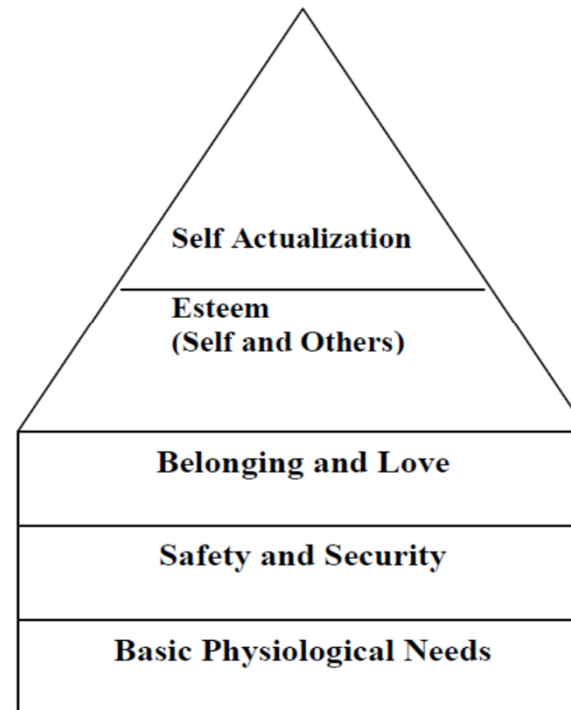 Self Actualization
Esteem
(Self and Others)
Belonging and Love
Safety and Security
Basic Physiological Needs